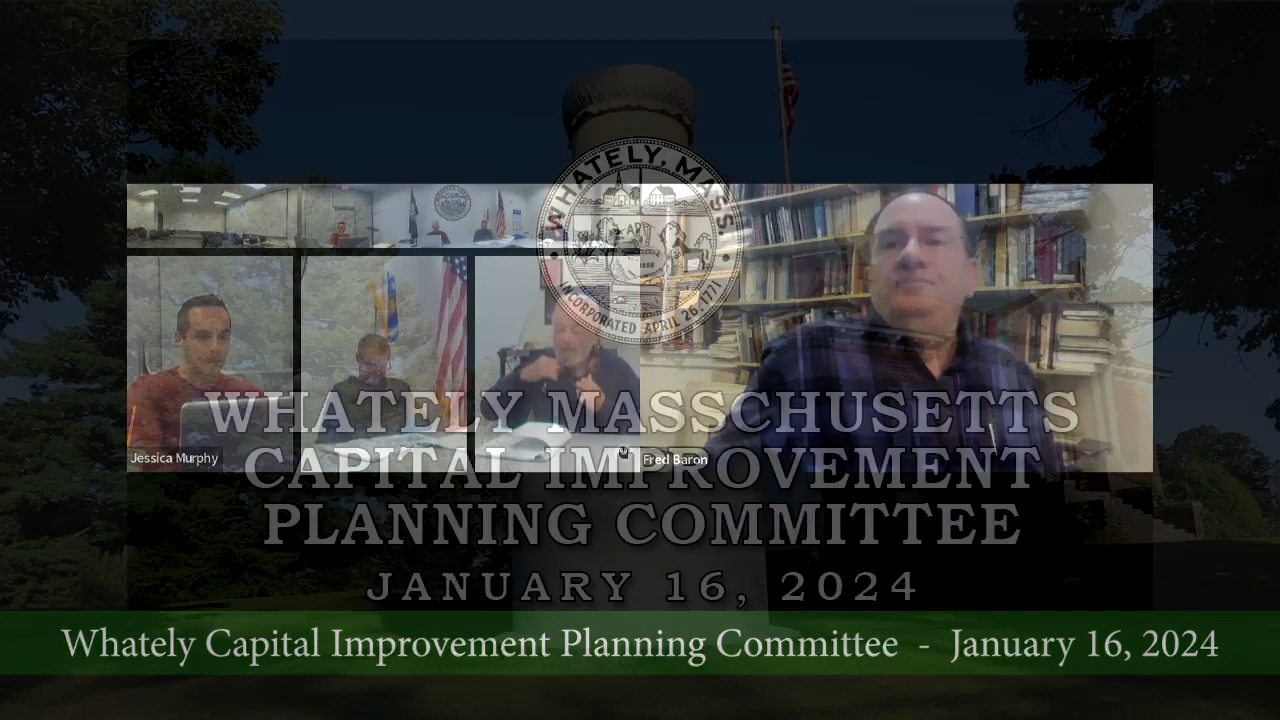 WHATELY, MASS.
INCORPORATED APRIL 26, 1771
Jessica Murphy
Fred Baron
WHATELY MASSCHUSETTS
CAPITAL IMPROVEMENT
PLANNING COMMITTEE
JANUARY 16, 2024
Whately Capital Improvement Planning Committee - January 16, 2024